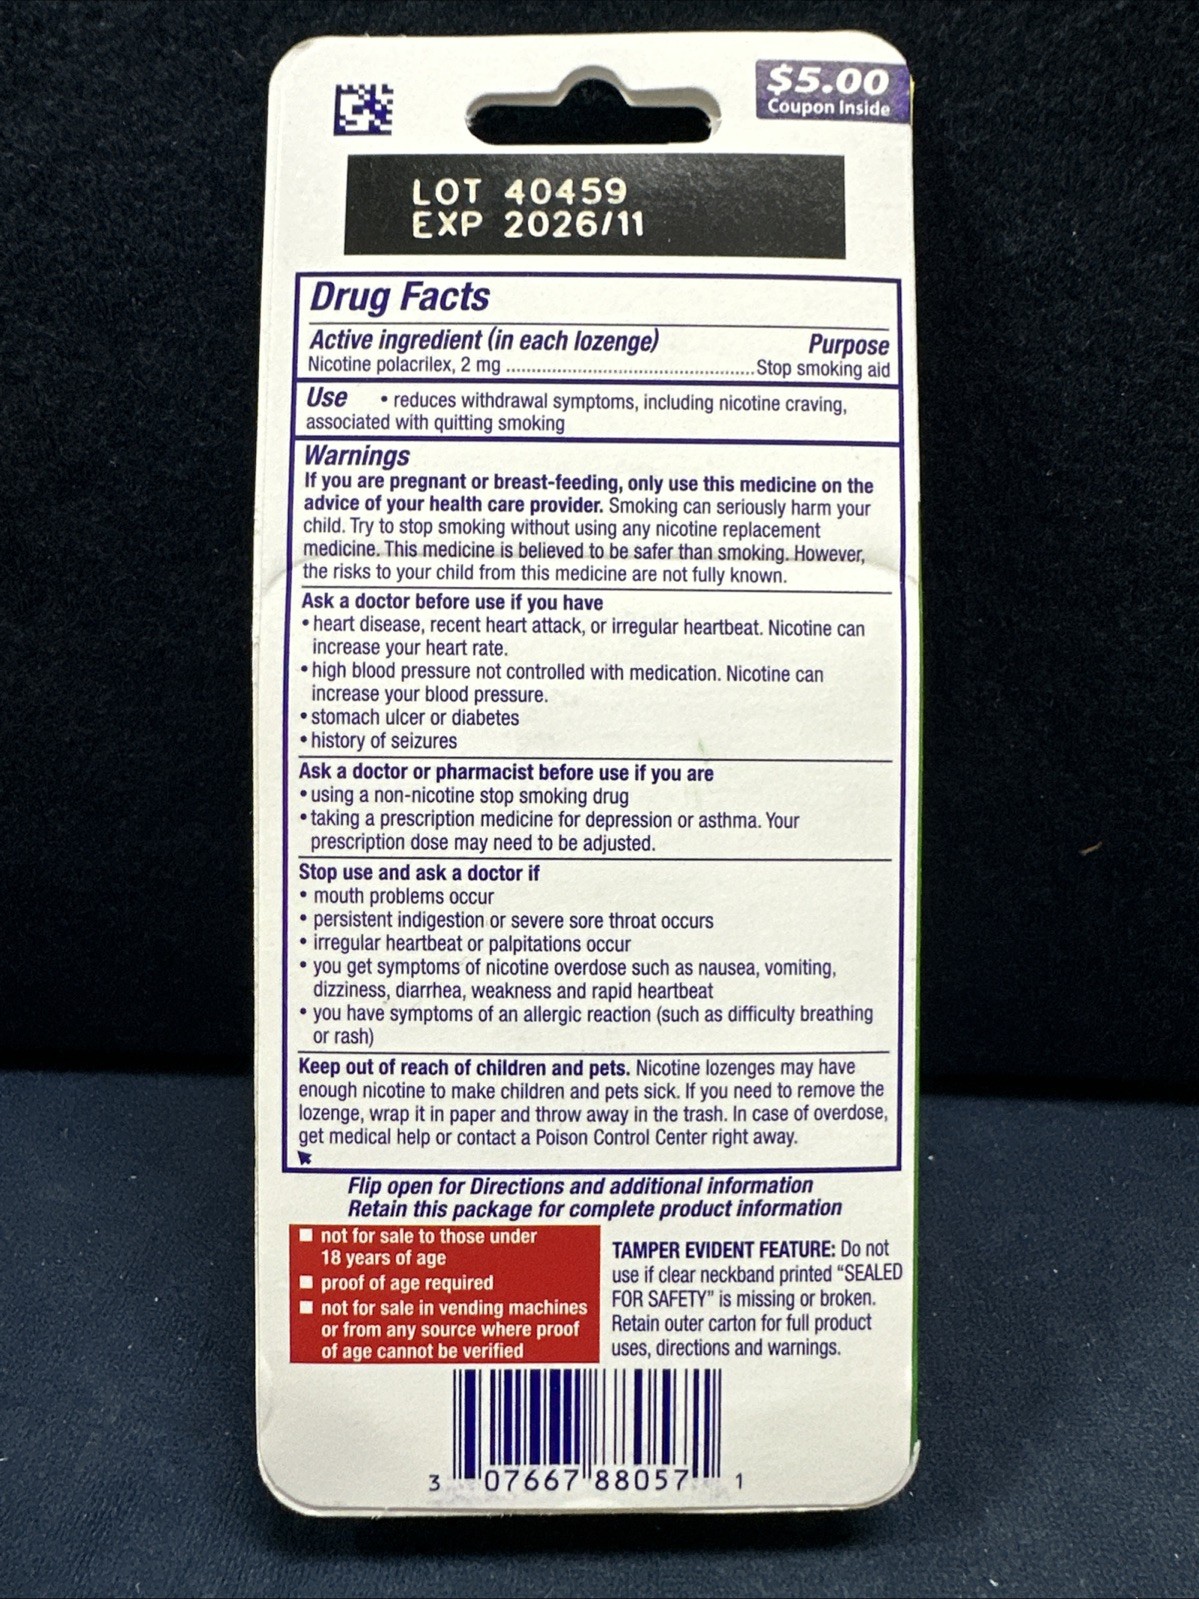 $5.00
Coupon Inside
LOT 40459
EXP 2026/11
Drug Facts
Active ingredient (in each lozenge) Purpose
Nicotine polacrilex, 2 mg ........................................................ Stop smoking aid
Use • reduces withdrawal symptoms, including nicotine craving,
associated with quitting smoking
Warnings
If you are pregnant or breast-feeding, only use this medicine on the
advice of your health care provider. Smoking can seriously harm your
child. Try to stop smoking without using any nicotine replacement
medicine. This medicine is believed to be safer than smoking. However,
the risks to your child from this medicine are not fully known.
Ask a doctor before use if you have
• heart disease, recent heart attack, or irregular heartbeat. Nicotine can
increase your heart rate.
• high blood pressure not controlled with medication. Nicotine can
increase your blood pressure.
• stomach ulcer or diabetes
• history of seizures
Ask a doctor or pharmacist before use if you are
• using a non-nicotine stop smoking drug
• taking a prescription medicine for depression or asthma. Your
prescription dose may need to be adjusted.
Stop use and ask a doctor if
• mouth problems occur
• persistent indigestion or severe sore throat occurs
• irregular heartbeat or palpitations occur
• you get symptoms of nicotine overdose such as nausea, vomiting,
dizziness, diarrhea, weakness and rapid heartbeat
• you have symptoms of an allergic reaction (such as difficulty breathing
or rash)
Keep out of reach of children and pets. Nicotine lozenges may have
enough nicotine to make children and pets sick. If you need to remove the
lozenge, wrap it in paper and throw away in the trash. In case of overdose,
get medical help or contact a Poison Control Center right away.
Flip open for Directions and additional information
Retain this package for complete product information
■ not for sale to those under
18 years of age
■ proof of age required
■ not for sale in vending machines
or from any source where proof
of age cannot be verified
TAMPER EVIDENT FEATURE: Do not
use if clear neckband printed “SEALED
FOR SAFETY” is missing or broken.
Retain outer carton for full product
uses, directions and warnings.
3 07667 88057 1